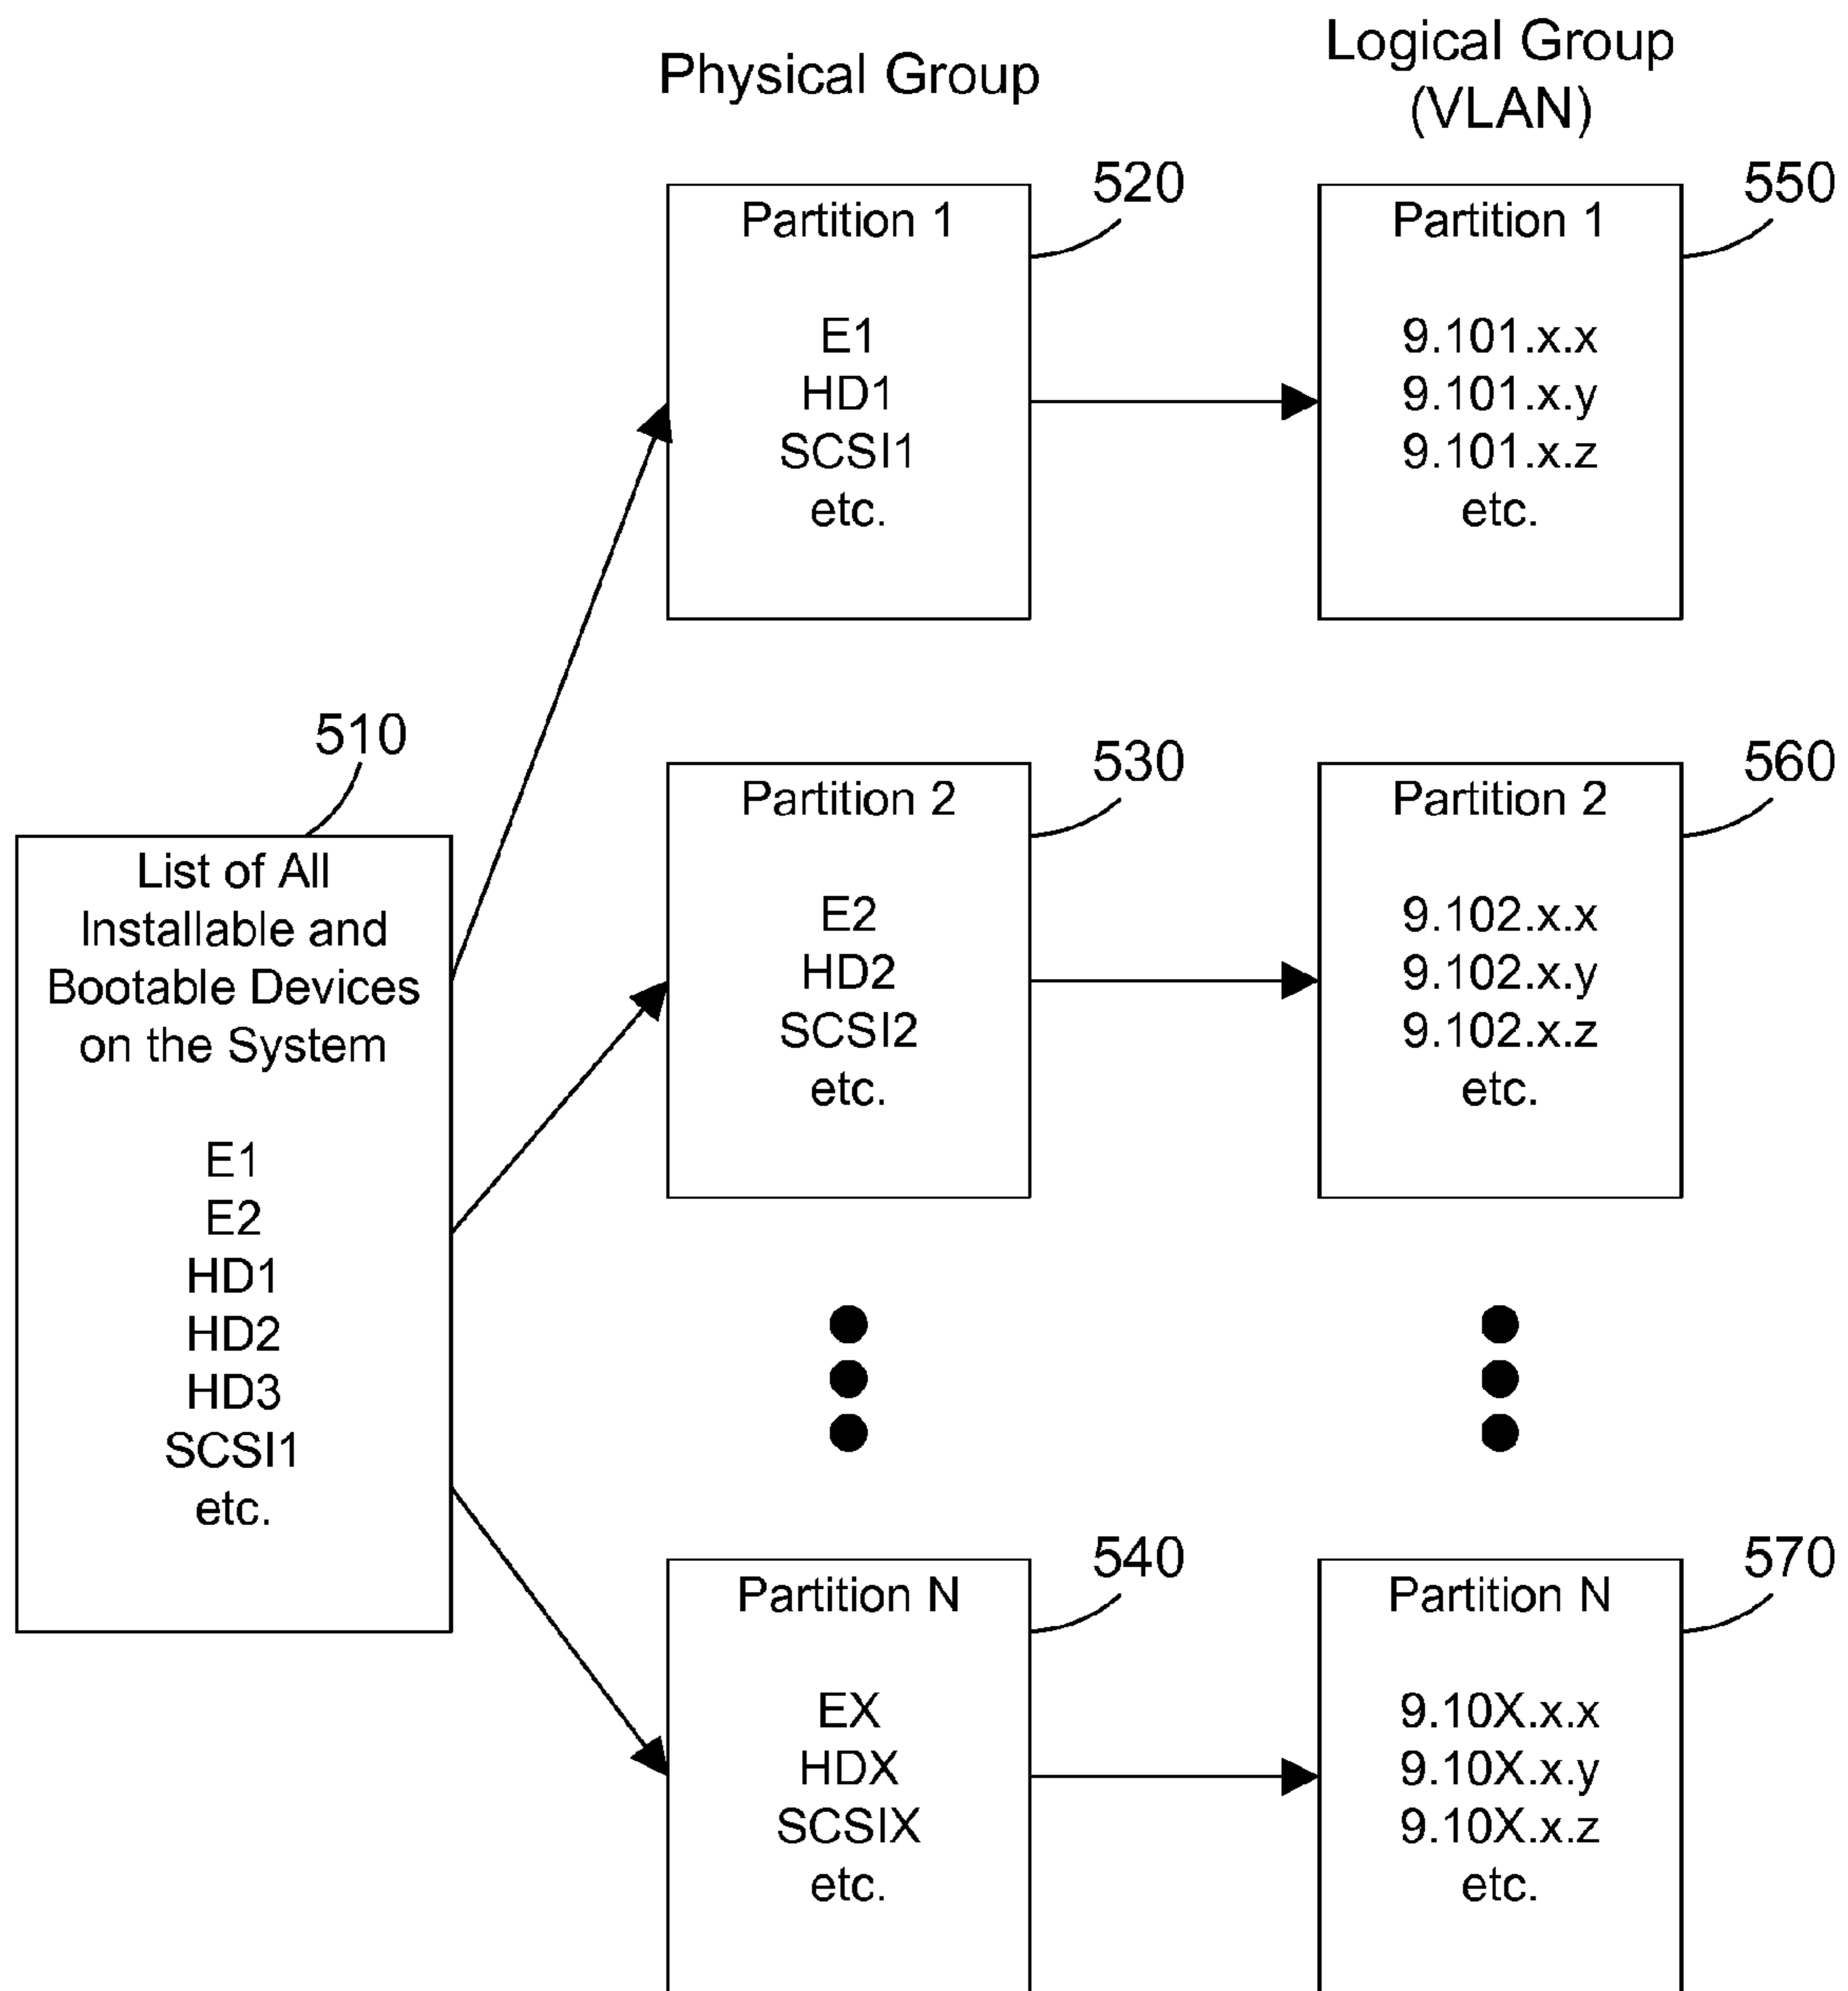 Physical Group
Logical Group
(VLAN)
520
Partition 1
E1
HD1
SCSI1
etc.
550
Partition 1
9.101.x.x
9.101.x.y
9.101.x.z
etc.
510
List of All
Installable and
Bootable Devices
on the System
E1
E2
HD1
HD2
HD3
SCSI1
etc.
530
Partition 2
E2
HD2
SCSI2
etc.
560
Partition 2
9.102.x.x
9.102.x.y
9.102.x.z
etc.
540
Partition N
EX
HDX
SCSIX
etc.
570
Partition N
9.10X.x.x
9.10X.x.y
9.10X.x.z
etc.